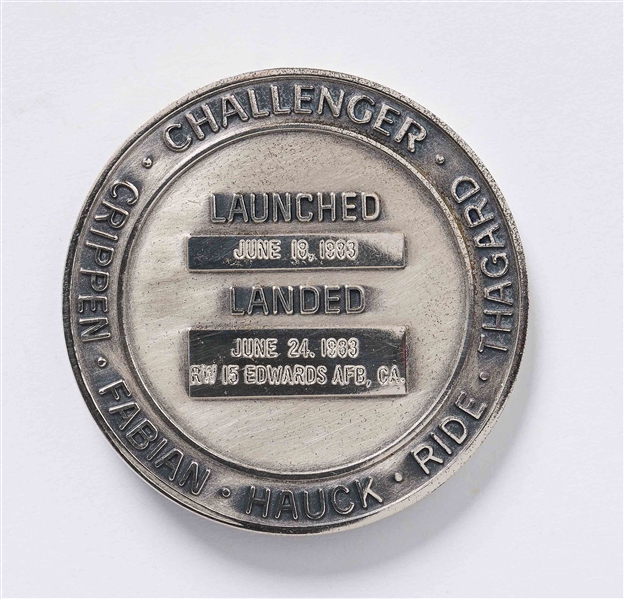 CHALLENGER · THAGARD · RIDE · HAUCK · FABIAN · CRIPPEN ·
LAUNCHED
JUNE 18, 1983
LANDED
JUNE 24. 1983
RW 15 EDWARDS AFB, CA.